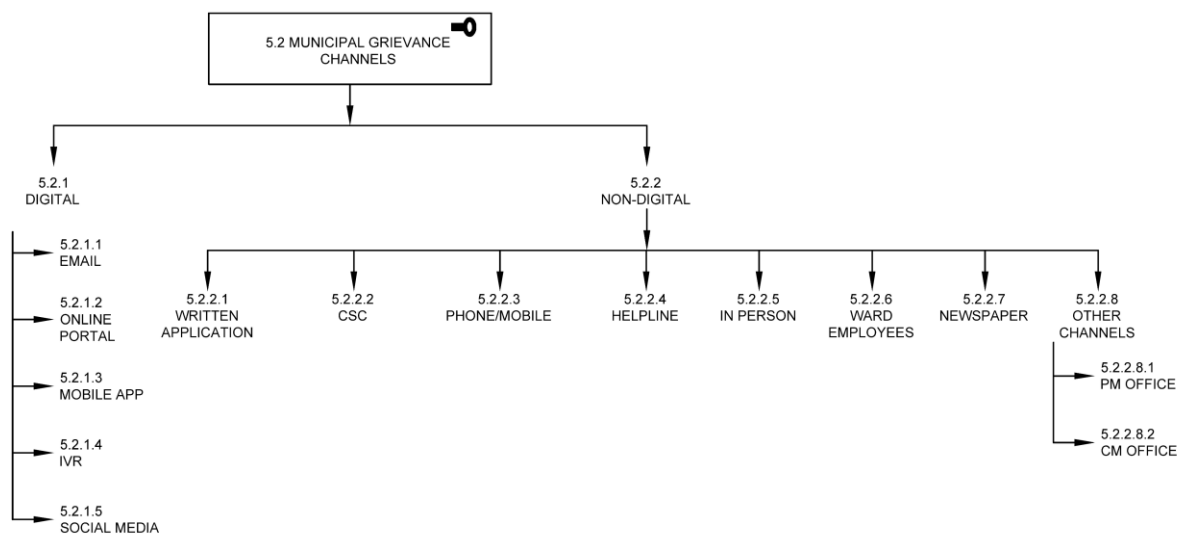 5.2 MUNICIPAL GRIEVANCE
CHANNELS
5.2.1
DIGITAL
5.2.1.1
EMAIL
5.2.1.2
ONLINE
PORTAL
5.2.1.3
MOBILE APP
5.2.1.4
IVR
5.2.1.5
SOCIAL MEDIA
5.2.2
NON-DIGITAL
5.2.2.1
WRITTEN
APPLICATION
5.2.2.2
CSC
5.2.2.3
PHONE/MOBILE
5.2.2.4
HELPLINE
5.2.2.5
IN PERSON
5.2.2.6
WARD
EMPLOYEES
5.2.2.7
NEWSPAPER
5.2.2.8
OTHER
CHANNELS
5.2.2.8.1
PM OFFICE
5.2.2.8.2
CM OFFICE